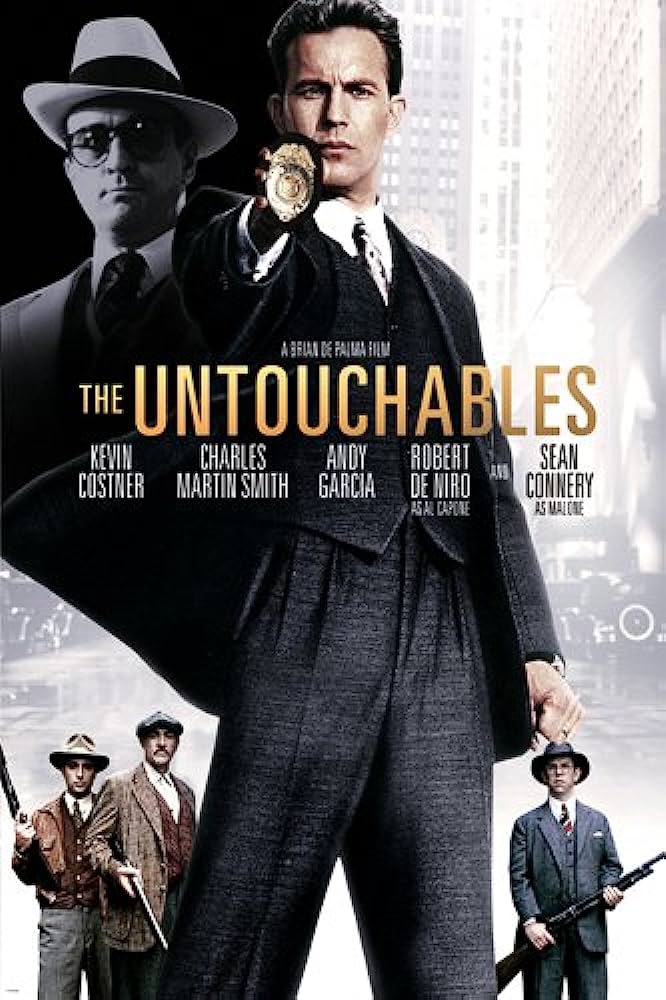 A BRIAN DE PALMA FILM
THE UNTOUCHABLES
KEVIN COSTNER
CHARLES MARTIN SMITH
ANDY GARCIA
ROBERT DE NIRO
AS AL CAPONE
AND
SEAN CONNERY
AS MALONE